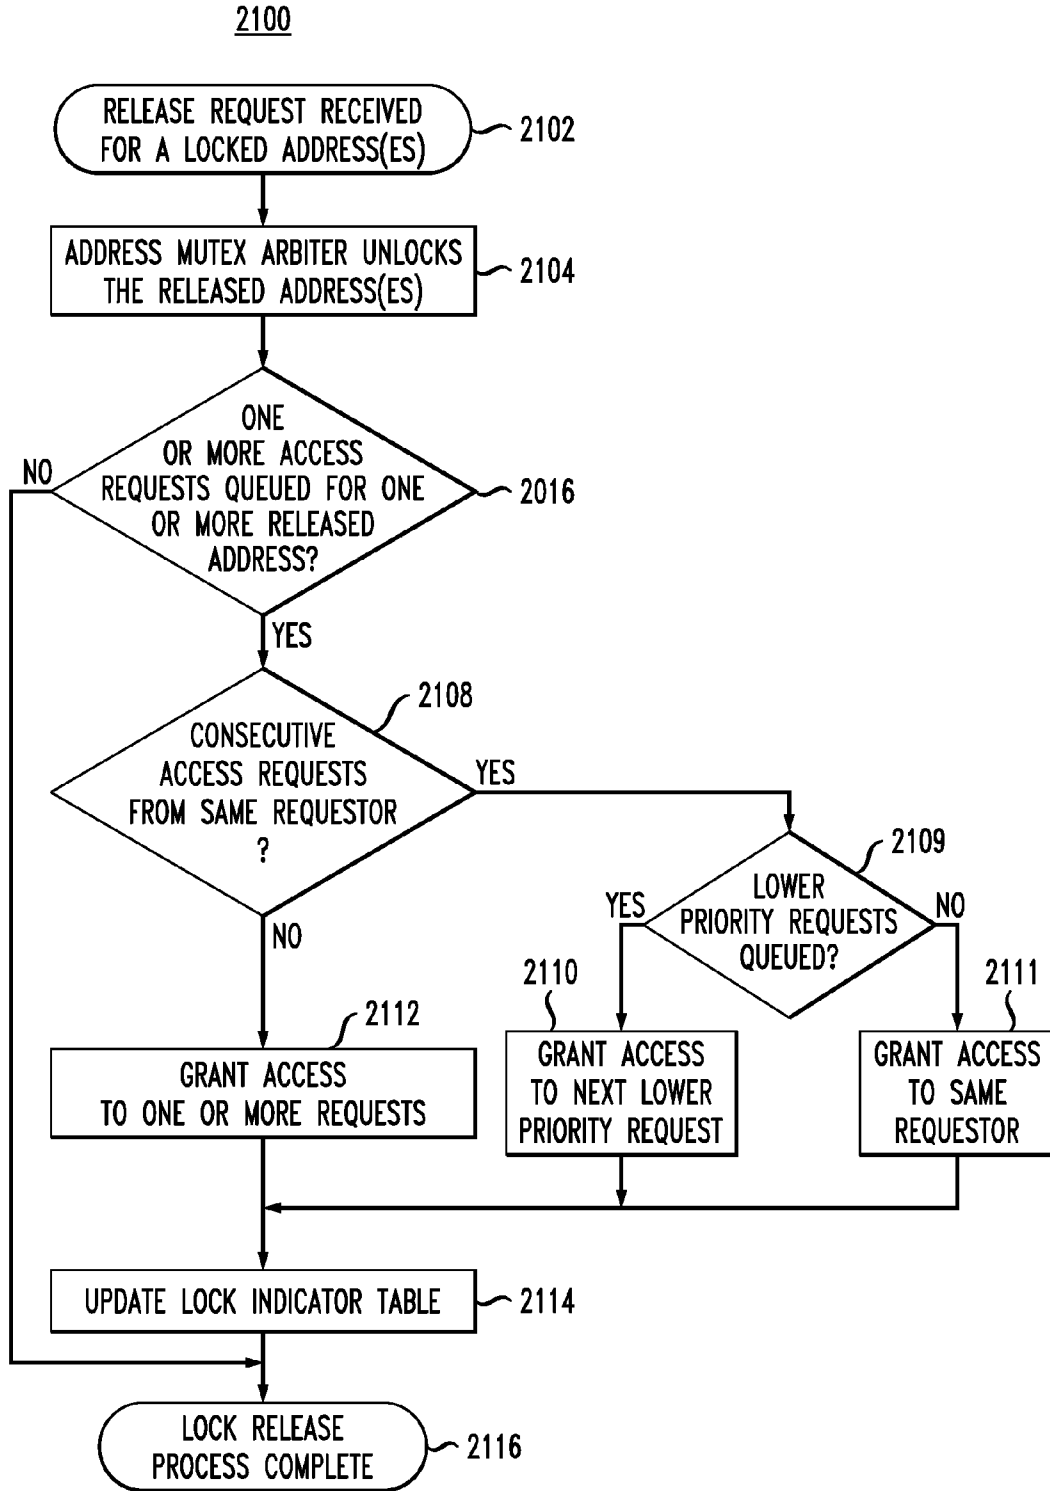 2100
RELEASE REQUEST RECEIVED
FOR A LOCKED ADDRESS(ES)
2102
ADDRESS MUTEX ARBITER UNLOCKS
THE RELEASED ADDRESS(ES)
2104
ONE
OR MORE ACCESS
REQUESTS QUEUED FOR ONE
OR MORE RELEASED
ADDRESS?
2016
NO
YES
2108
CONSECUTIVE
ACCESS REQUESTS
FROM SAME REQUESTOR
?
YES
NO
2109
LOWER
PRIORITY REQUESTS
QUEUED?
YES
NO
2110
GRANT ACCESS
TO NEXT LOWER
PRIORITY REQUEST
2111
GRANT ACCESS
TO SAME
REQUESTOR
2112
GRANT ACCESS
TO ONE OR MORE REQUESTS
UPDATE LOCK INDICATOR TABLE
2114
LOCK RELEASE
PROCESS COMPLETE
2116